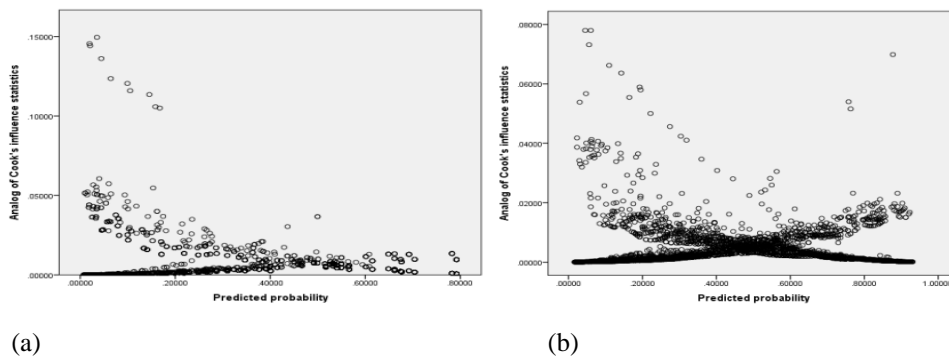 Analog of Cook's influence statistics
.15000
.10000
.05000
.00000
.00000 .20000 .40000 .60000 .80000
Predicted probability
(a)
Analog of Cook's influence statistics
.08000
.06000
.04000
.02000
.00000
.00000 .20000 .40000 .60000 .80000 1.00000
Predicted probability
(b)